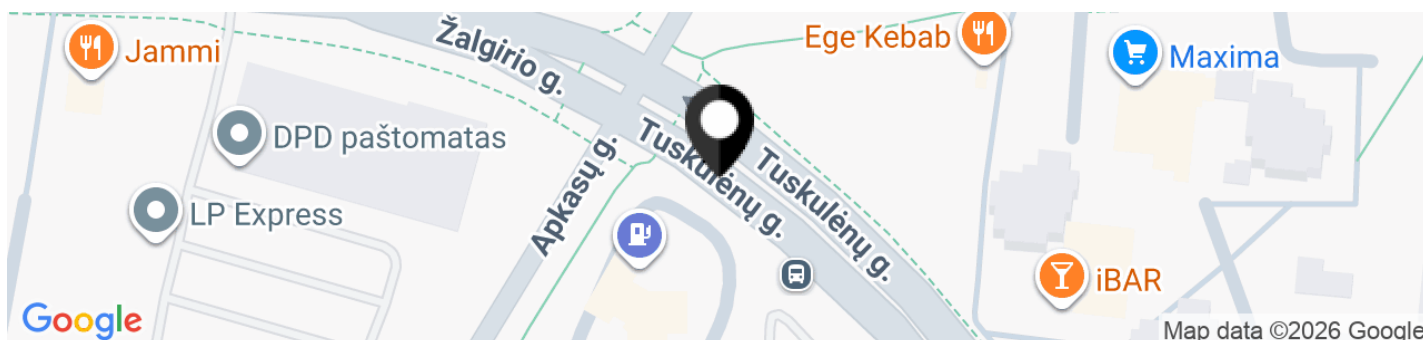 Žalgirio g.
Ege Kebab
Jammi
Maxima
DPD paštomatas
Tuskulėnų g.
Tuskulėnų g.
Apkasų g.
LP Express
iBAR
Google
Map data ©2026 Google